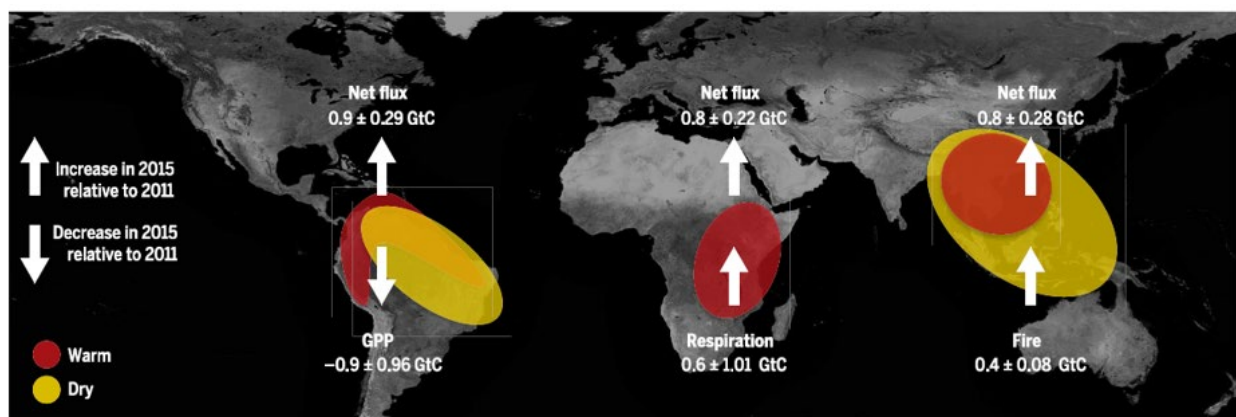 Net flux
0.9 ± 0.29 GtC
Net flux
0.8 ± 0.22 GtC
Net flux
0.8 ± 0.28 GtC
Increase in 2015
relative to 2011
Decrease in 2015
relative to 2011
GPP
−0.9 ± 0.96 GtC
Respiration
0.6 ± 1.01 GtC
Fire
0.4 ± 0.08 GtC
Warm
Dry